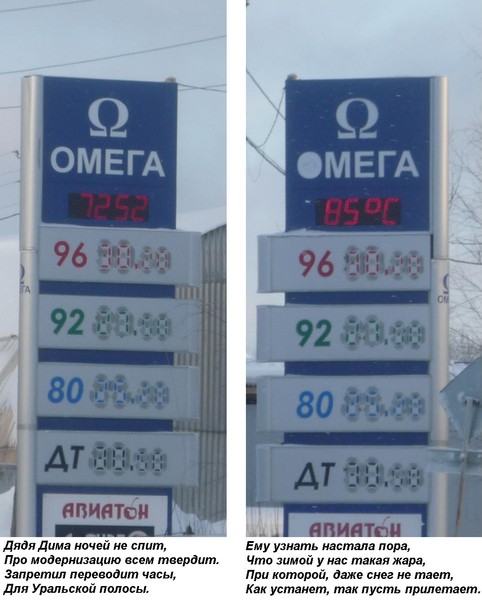 Ω
ОМЕГА
7252
96
92
80
ДТ
АВИАТОН
Дядя Дима ночей не спит,
Про модернизацию всем твердит.
Запретил переводит часы,
Для Уральской полосы.
Ω
ОМЕГА
85°C
96
92
80
ДТ
АВИАТОН
Ω
ОМ
Ему узнать настала пора,
Что зимой у нас такая жара,
При которой, даже снег не тает,
Как устанет, так пусть прилетает.